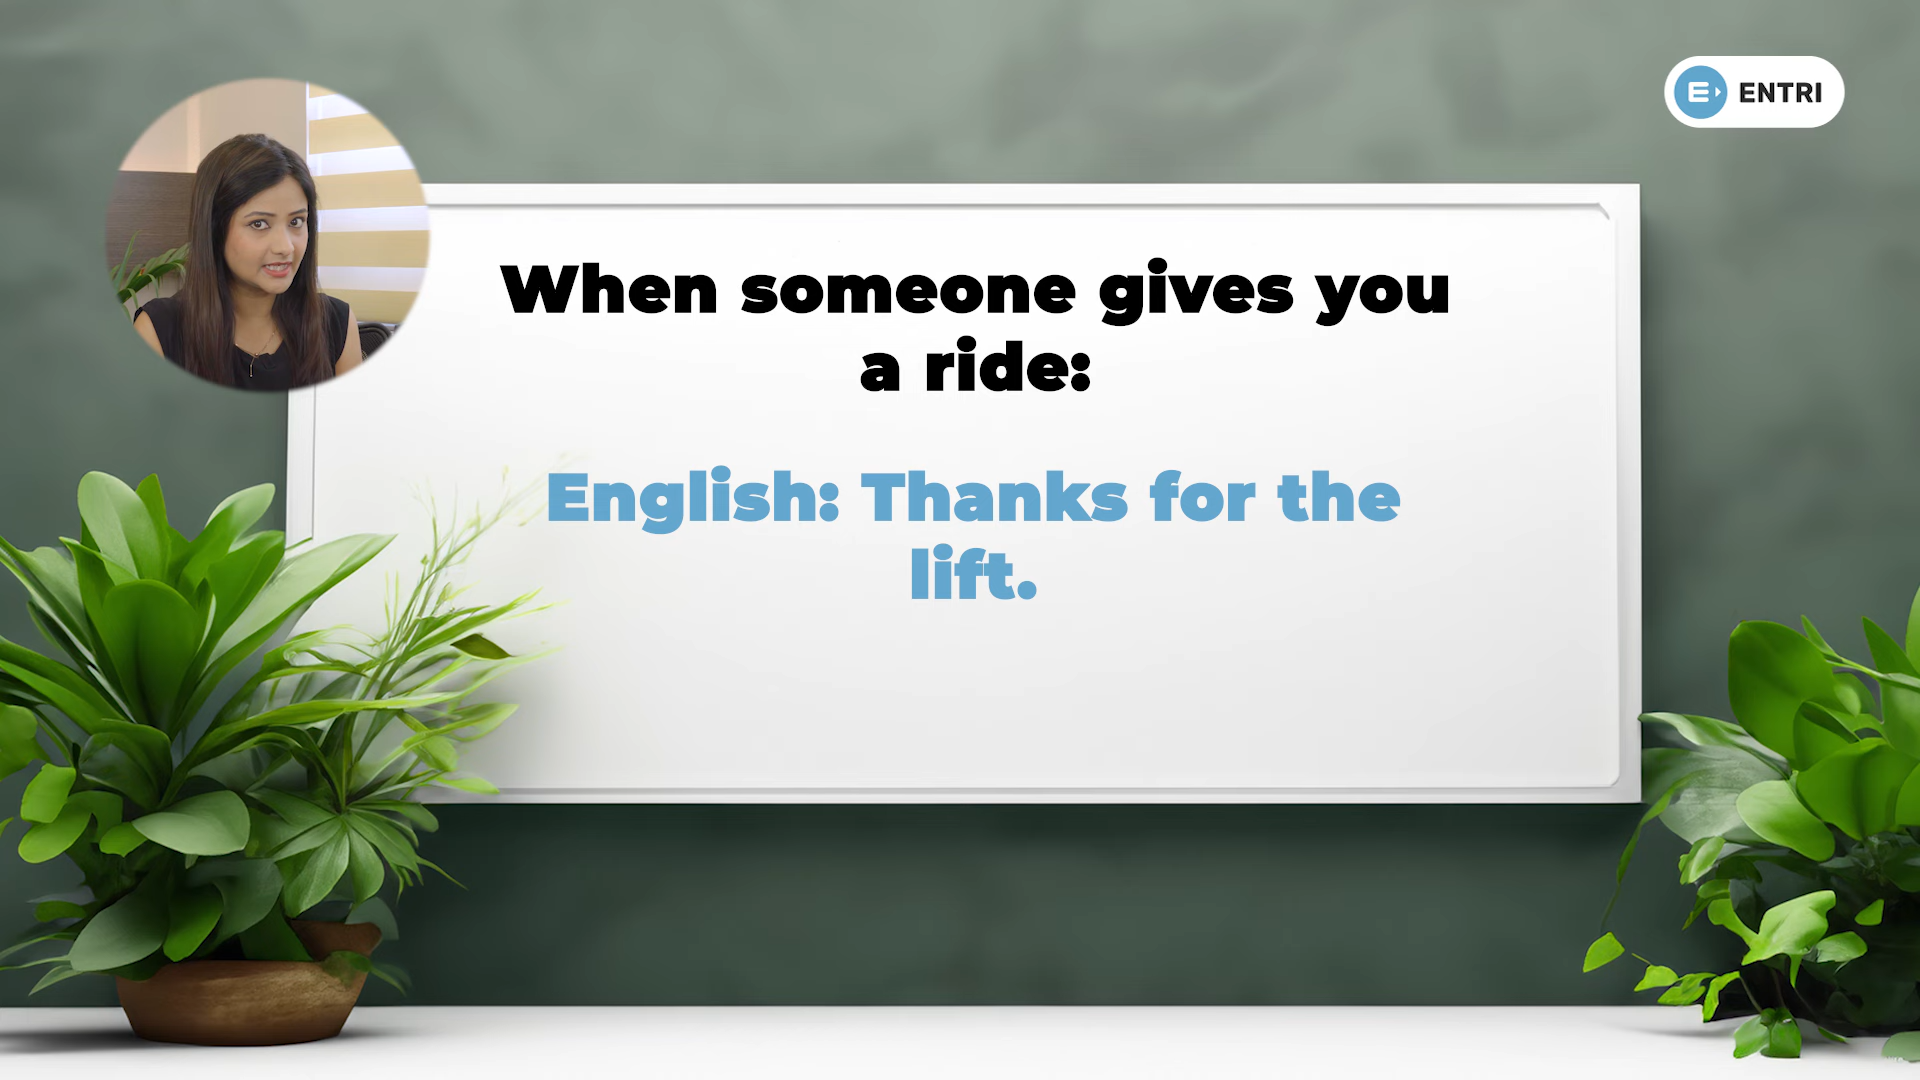 ENTRI
When someone gives you
a ride:
English: Thanks for the
lift.